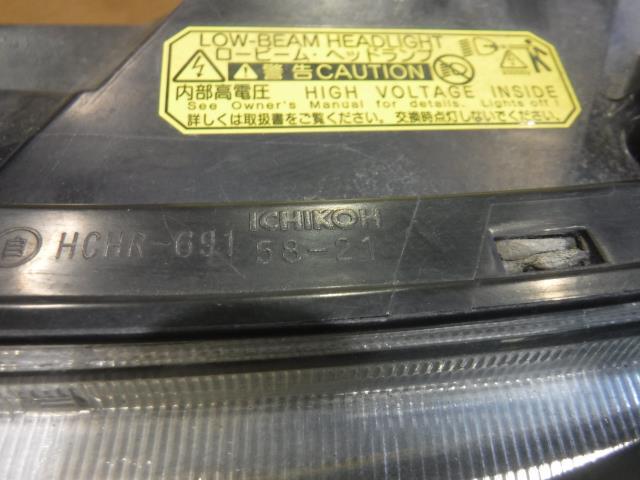 LOW-BEAM HEADLIGHT
ロービーム・ヘッドランプ
警告 CAUTION
内部高電圧 HIGH VOLTAGE INSIDE
See Owner's Manual for details. Lights off!
詳しくは取扱書をご覧ください。交換時点灯しないでください。
ICHIKOH
自 HCHR-691 58-21